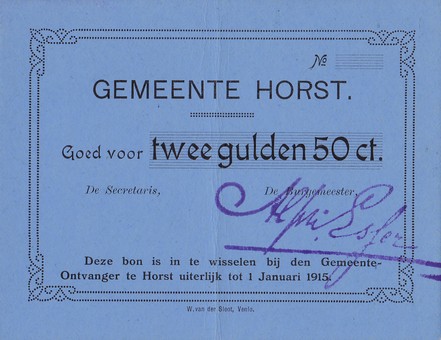 No
GEMEENTE HORST.
Goed voor twee gulden 50 ct.
De Secretaris, De Burgemeester,
Deze bon is in te wisselen bij den Gemeente-
Ontvanger te Horst uiterlijk tot 1 Januari 1915.
W. van der Sloot, Venlo.